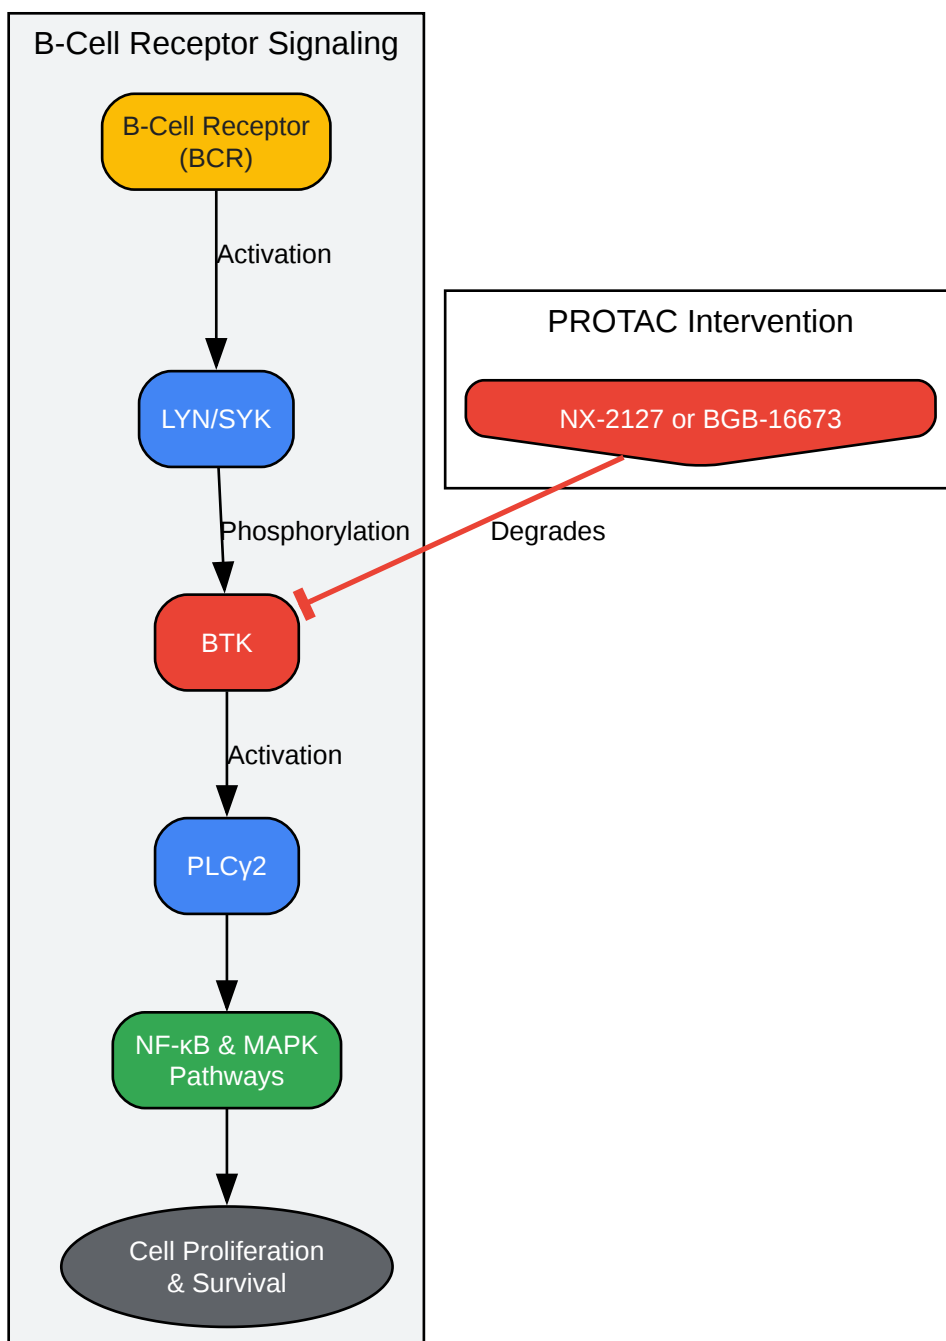 B-Cell Receptor Signaling
B-Cell Receptor
(BCR)
Activation
LYN/SYK
Phosphorylation
BTK
Activation
PLCγ2
NF-κB & MAPK
Pathways
Cell Proliferation
& Survival
PROTAC Intervention
NX-2127 or BGB-16673
Degrades